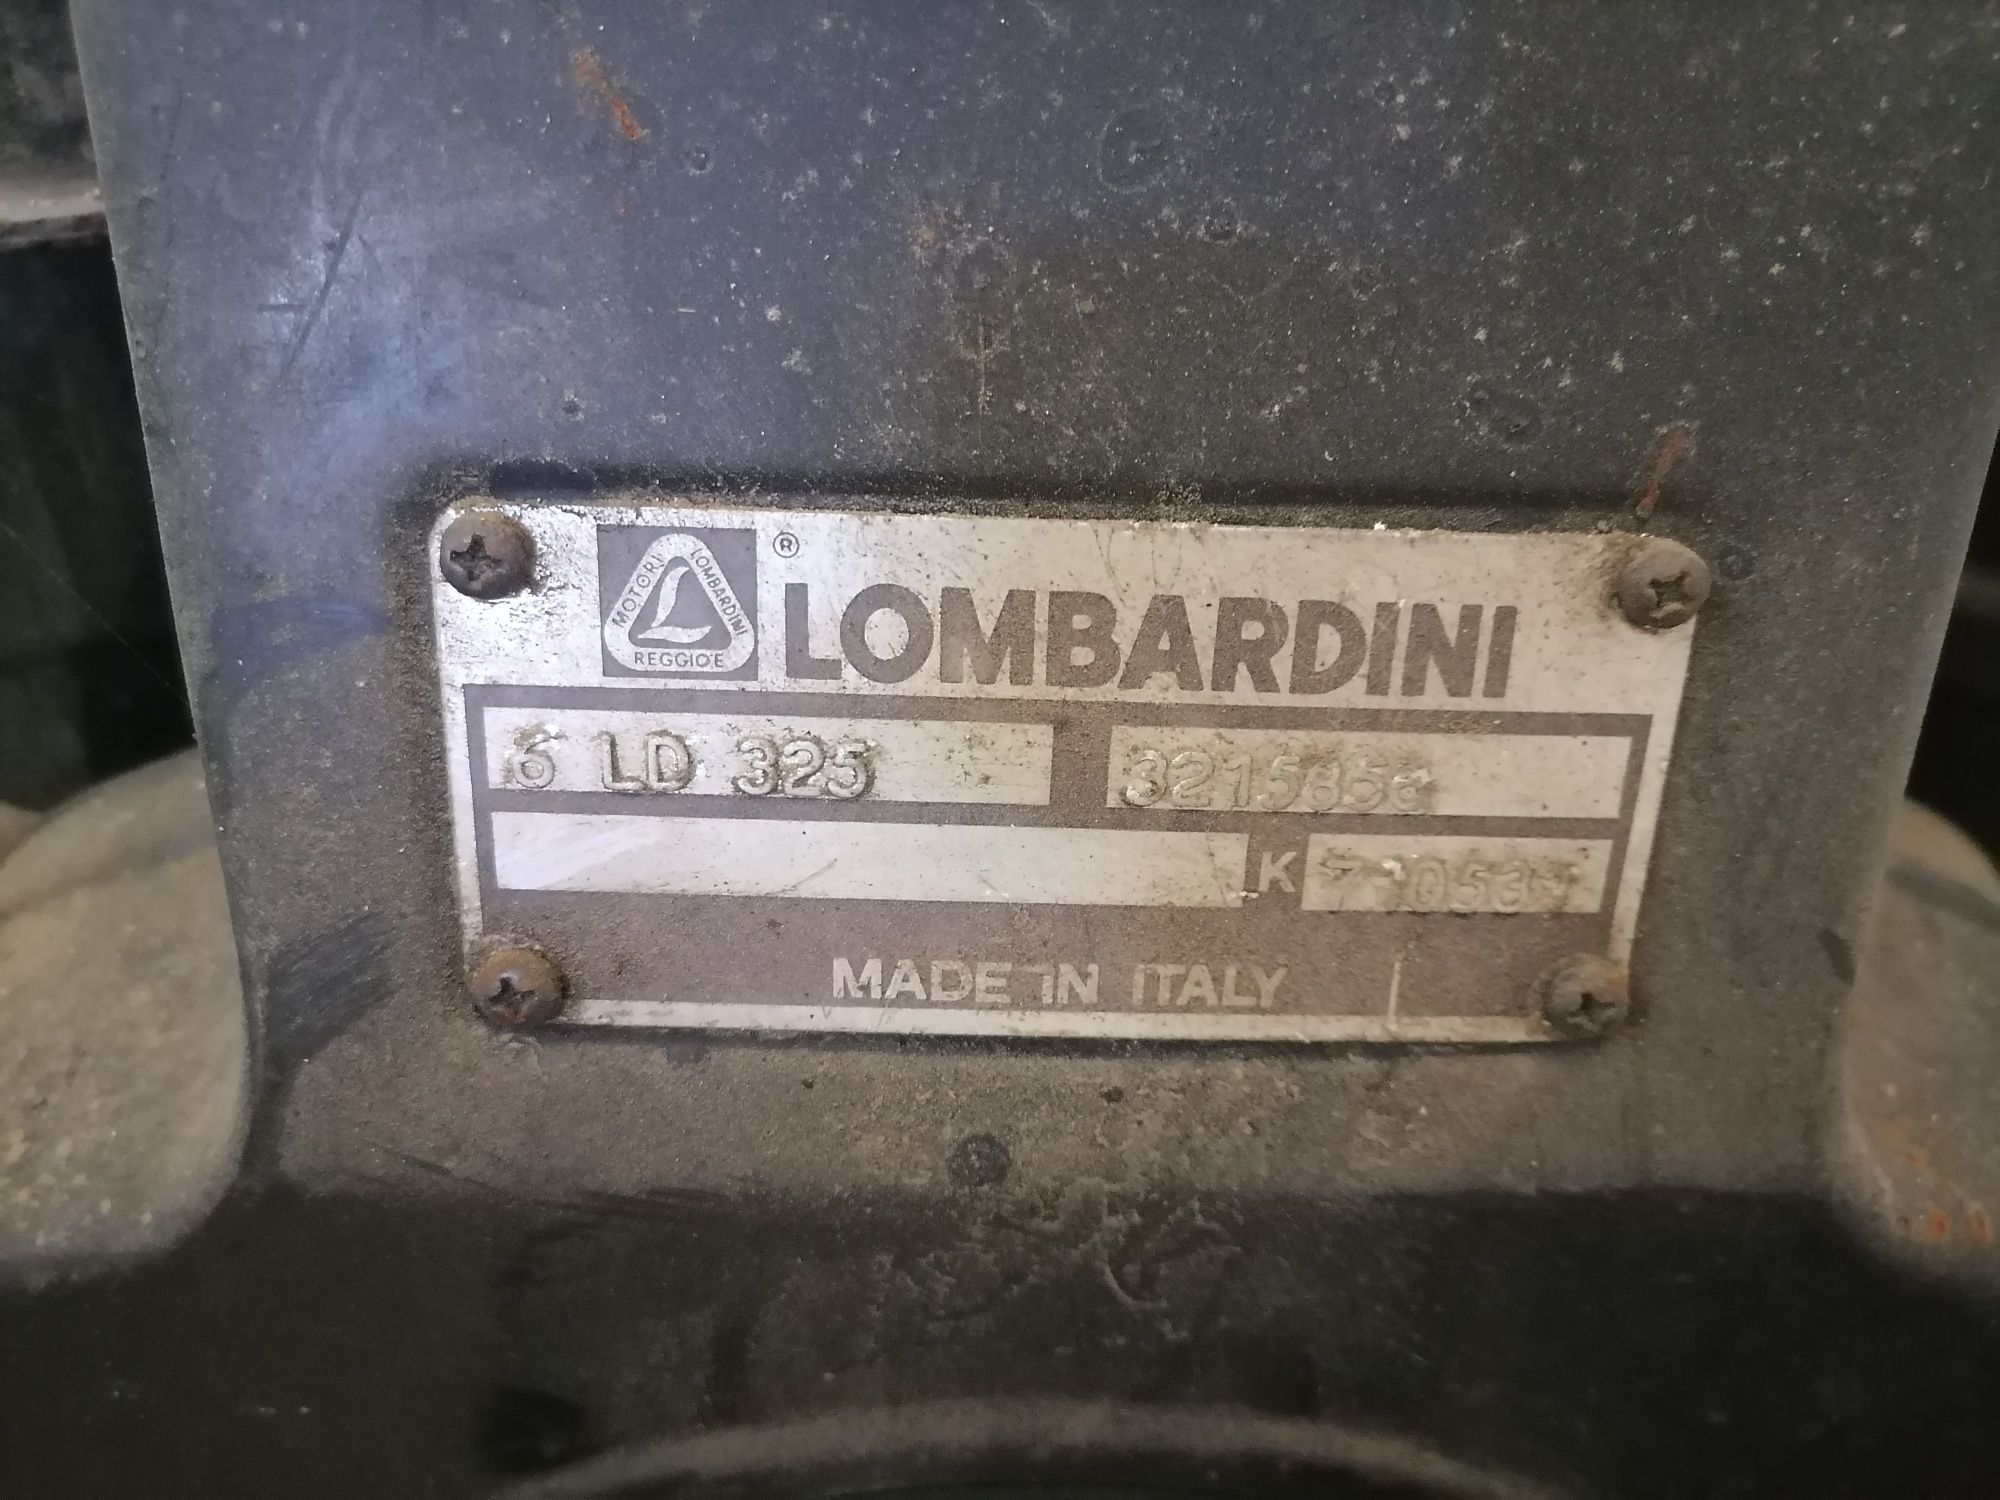 MOTORI LOMBARDINI
REGGIO E
®
LOMBARDINI
6 LD 325
K
MADE IN ITALY